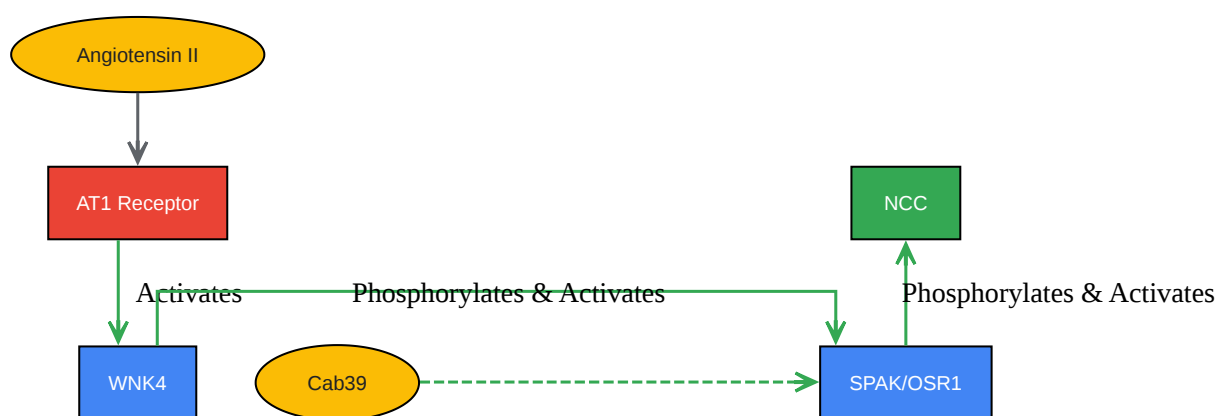 Angiotensin II
AT1 Receptor
NCC
Activates
Phosphorylates & Activates
Phosphorylates & Activates
WNK4
Cab39
SPAK/OSR1